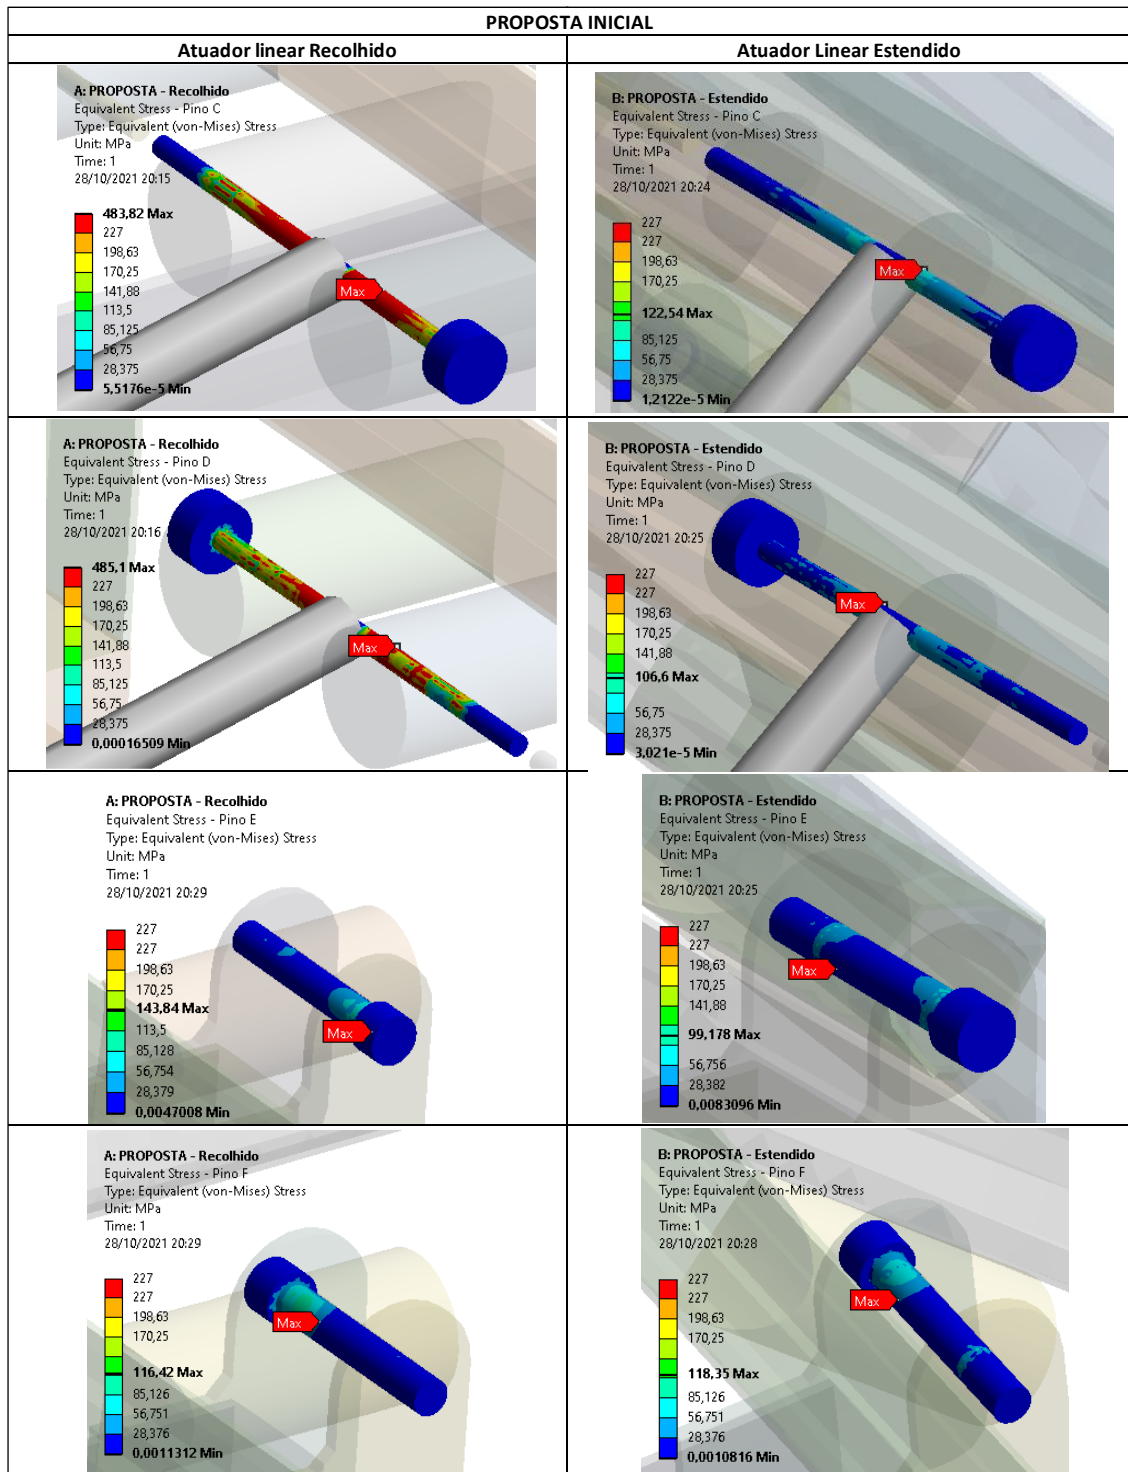 PROPOSTA INICIAL
Atuador linear Recolhido
Atuador Linear Estendido
A: PROPOSTA - Recolhido
Equivalent Stress - Pino C
Type: Equivalent (von-Mises) Stress
Unit: MPa
Time: 1
28/10/2021 20:15
483,82 Max
227
198,63
170,25
141,88
113,5
85,125
56,75
28,375
5,5176e-5 Min
Max
B: PROPOSTA - Estendido
Equivalent Stress - Pino C
Type: Equivalent (von-Mises) Stress
Unit: MPa
Time: 1
28/10/2021 20:24
227
227
198,63
170,25
122,54 Max
85,125
56,75
28,375
1,2122e-5 Min
Max
A: PROPOSTA - Recolhido
Equivalent Stress - Pino D
Type: Equivalent (von-Mises) Stress
Unit: MPa
Time: 1
28/10/2021 20:16
485,1 Max
227
198,63
170,25
141,88
113,5
85,125
56,75
28,375
0,00016509 Min
Max
B: PROPOSTA - Estendido
Equivalent Stress - Pino D
Type: Equivalent (von-Mises) Stress
Unit: MPa
Time: 1
28/10/2021 20:25
227
227
198,63
170,25
141,88
106,6 Max
56,75
28,375
3,021e-5 Min
Max
A: PROPOSTA - Recolhido
Equivalent Stress - Pino E
Type: Equivalent (von-Mises) Stress
Unit: MPa
Time: 1
28/10/2021 20:29
227
227
198,63
170,25
143,84 Max
113,5
85,128
56,754
28,379
0,0047008 Min
Max
B: PROPOSTA - Estendido
Equivalent Stress - Pino E
Type: Equivalent (von-Mises) Stress
Unit: MPa
Time: 1
28/10/2021 20:25
227
227
198,63
170,25
141,88
99,178 Max
56,756
28,382
0,0083096 Min
Max
A: PROPOSTA - Recolhido
Equivalent Stress - Pino F
Type: Equivalent (von-Mises) Stress
Unit: MPa
Time: 1
28/10/2021 20:29
227
227
198,63
170,25
116,42 Max
85,126
56,751
28,376
0,0011312 Min
Max
B: PROPOSTA - Estendido
Equivalent Stress - Pino F
Type: Equivalent (von-Mises) Stress
Unit: MPa
Time: 1
28/10/2021 20:28
227
227
198,63
170,25
118,35 Max
85,126
56,751
28,376
0,0010816 Min
Max